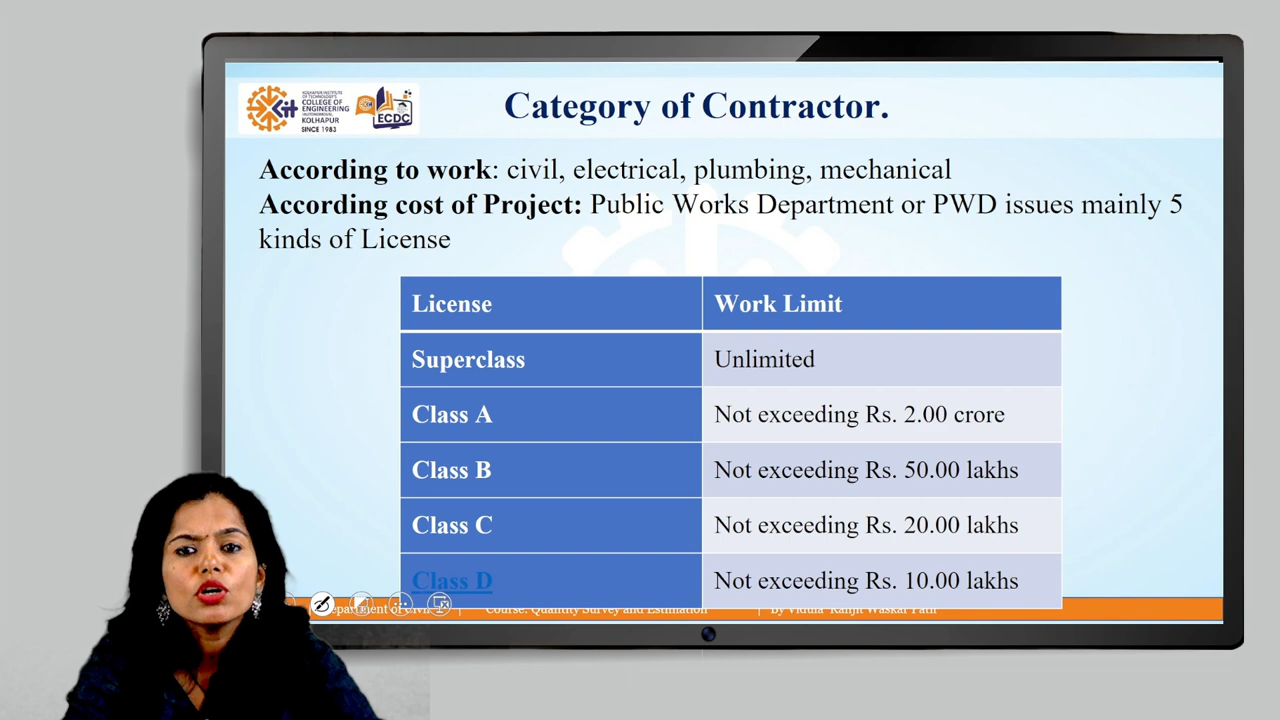 KOLHAPUR INSTITUTE
OF TECHNOLOGY'S
COLLEGE OF
ENGINEERING
(AUTONOMOUS),
KOLHAPUR
SINCE 1983
ECDC
Category of Contractor.
According to work: civil, electrical, plumbing, mechanical
According cost of Project: Public Works Department or PWD issues mainly 5
kinds of License
License Work Limit
Superclass Unlimited
Class A Not exceeding Rs. 2.00 crore
Class B Not exceeding Rs. 50.00 lakhs
Class C Not exceeding Rs. 20.00 lakhs
Class D Not exceeding Rs. 10.00 lakhs
Course: Quantity Survey and Estimation